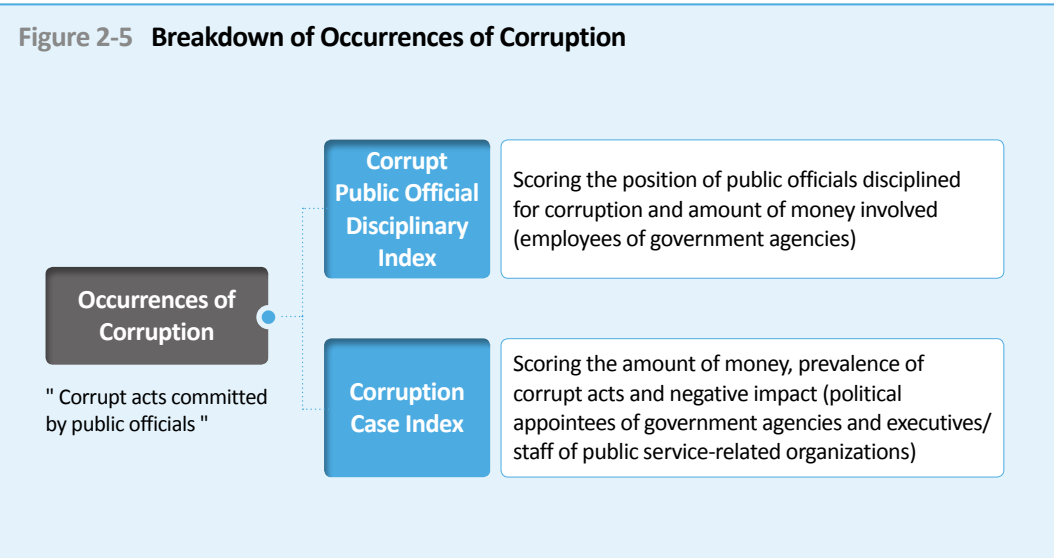 Figure 2-5 Breakdown of Occurrences of Corruption
Corrupt
Public Official
Disciplinary
Index
Scoring the position of public officials disciplined
for corruption and amount of money involved
(employees of government agencies)
Occurrences of
Corruption
" Corrupt acts committed
by public officials "
Corruption
Case Index
Scoring the amount of money, prevalence of
corrupt acts and negative impact (political
appointees of government agencies and executives/
staff of public service-related organizations)